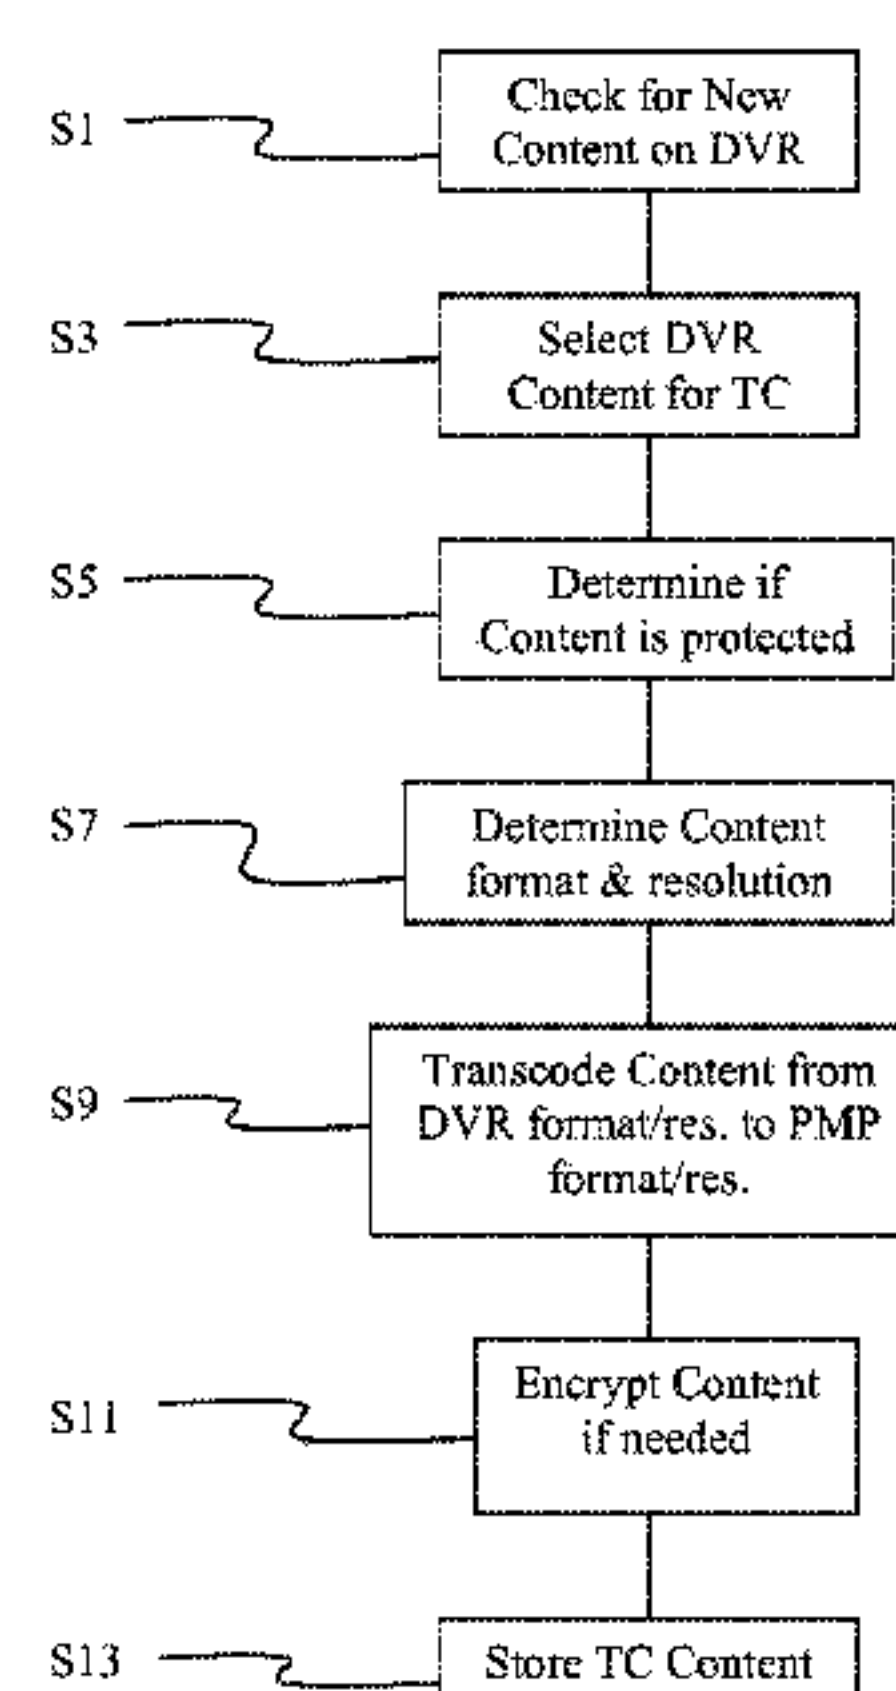 S1
Check for New
Content on DVR
S3
Select DVR
Content for TC
S5
Determine if
Content is protected
S7
Determine Content
format & resolution
S9
Transcode Content from
DVR format/res. to PMP
format/res.
S11
Encrypt Content
if needed
S13
Store TC Content